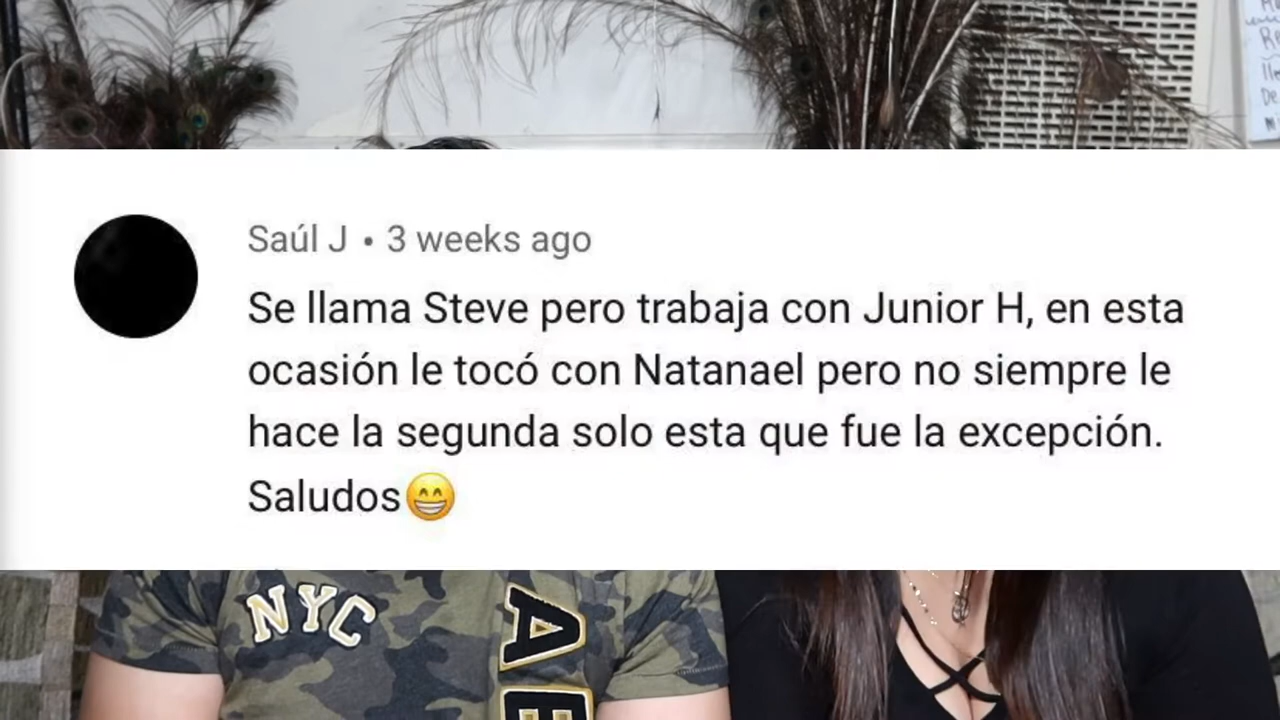 Saúl J • 3 weeks ago
Se llama Steve pero trabaja con Junior H, en esta
ocasión le tocó con Natanael pero no siempre le
hace la segunda solo esta que fue la excepción.
Saludos😁
NYC
AE